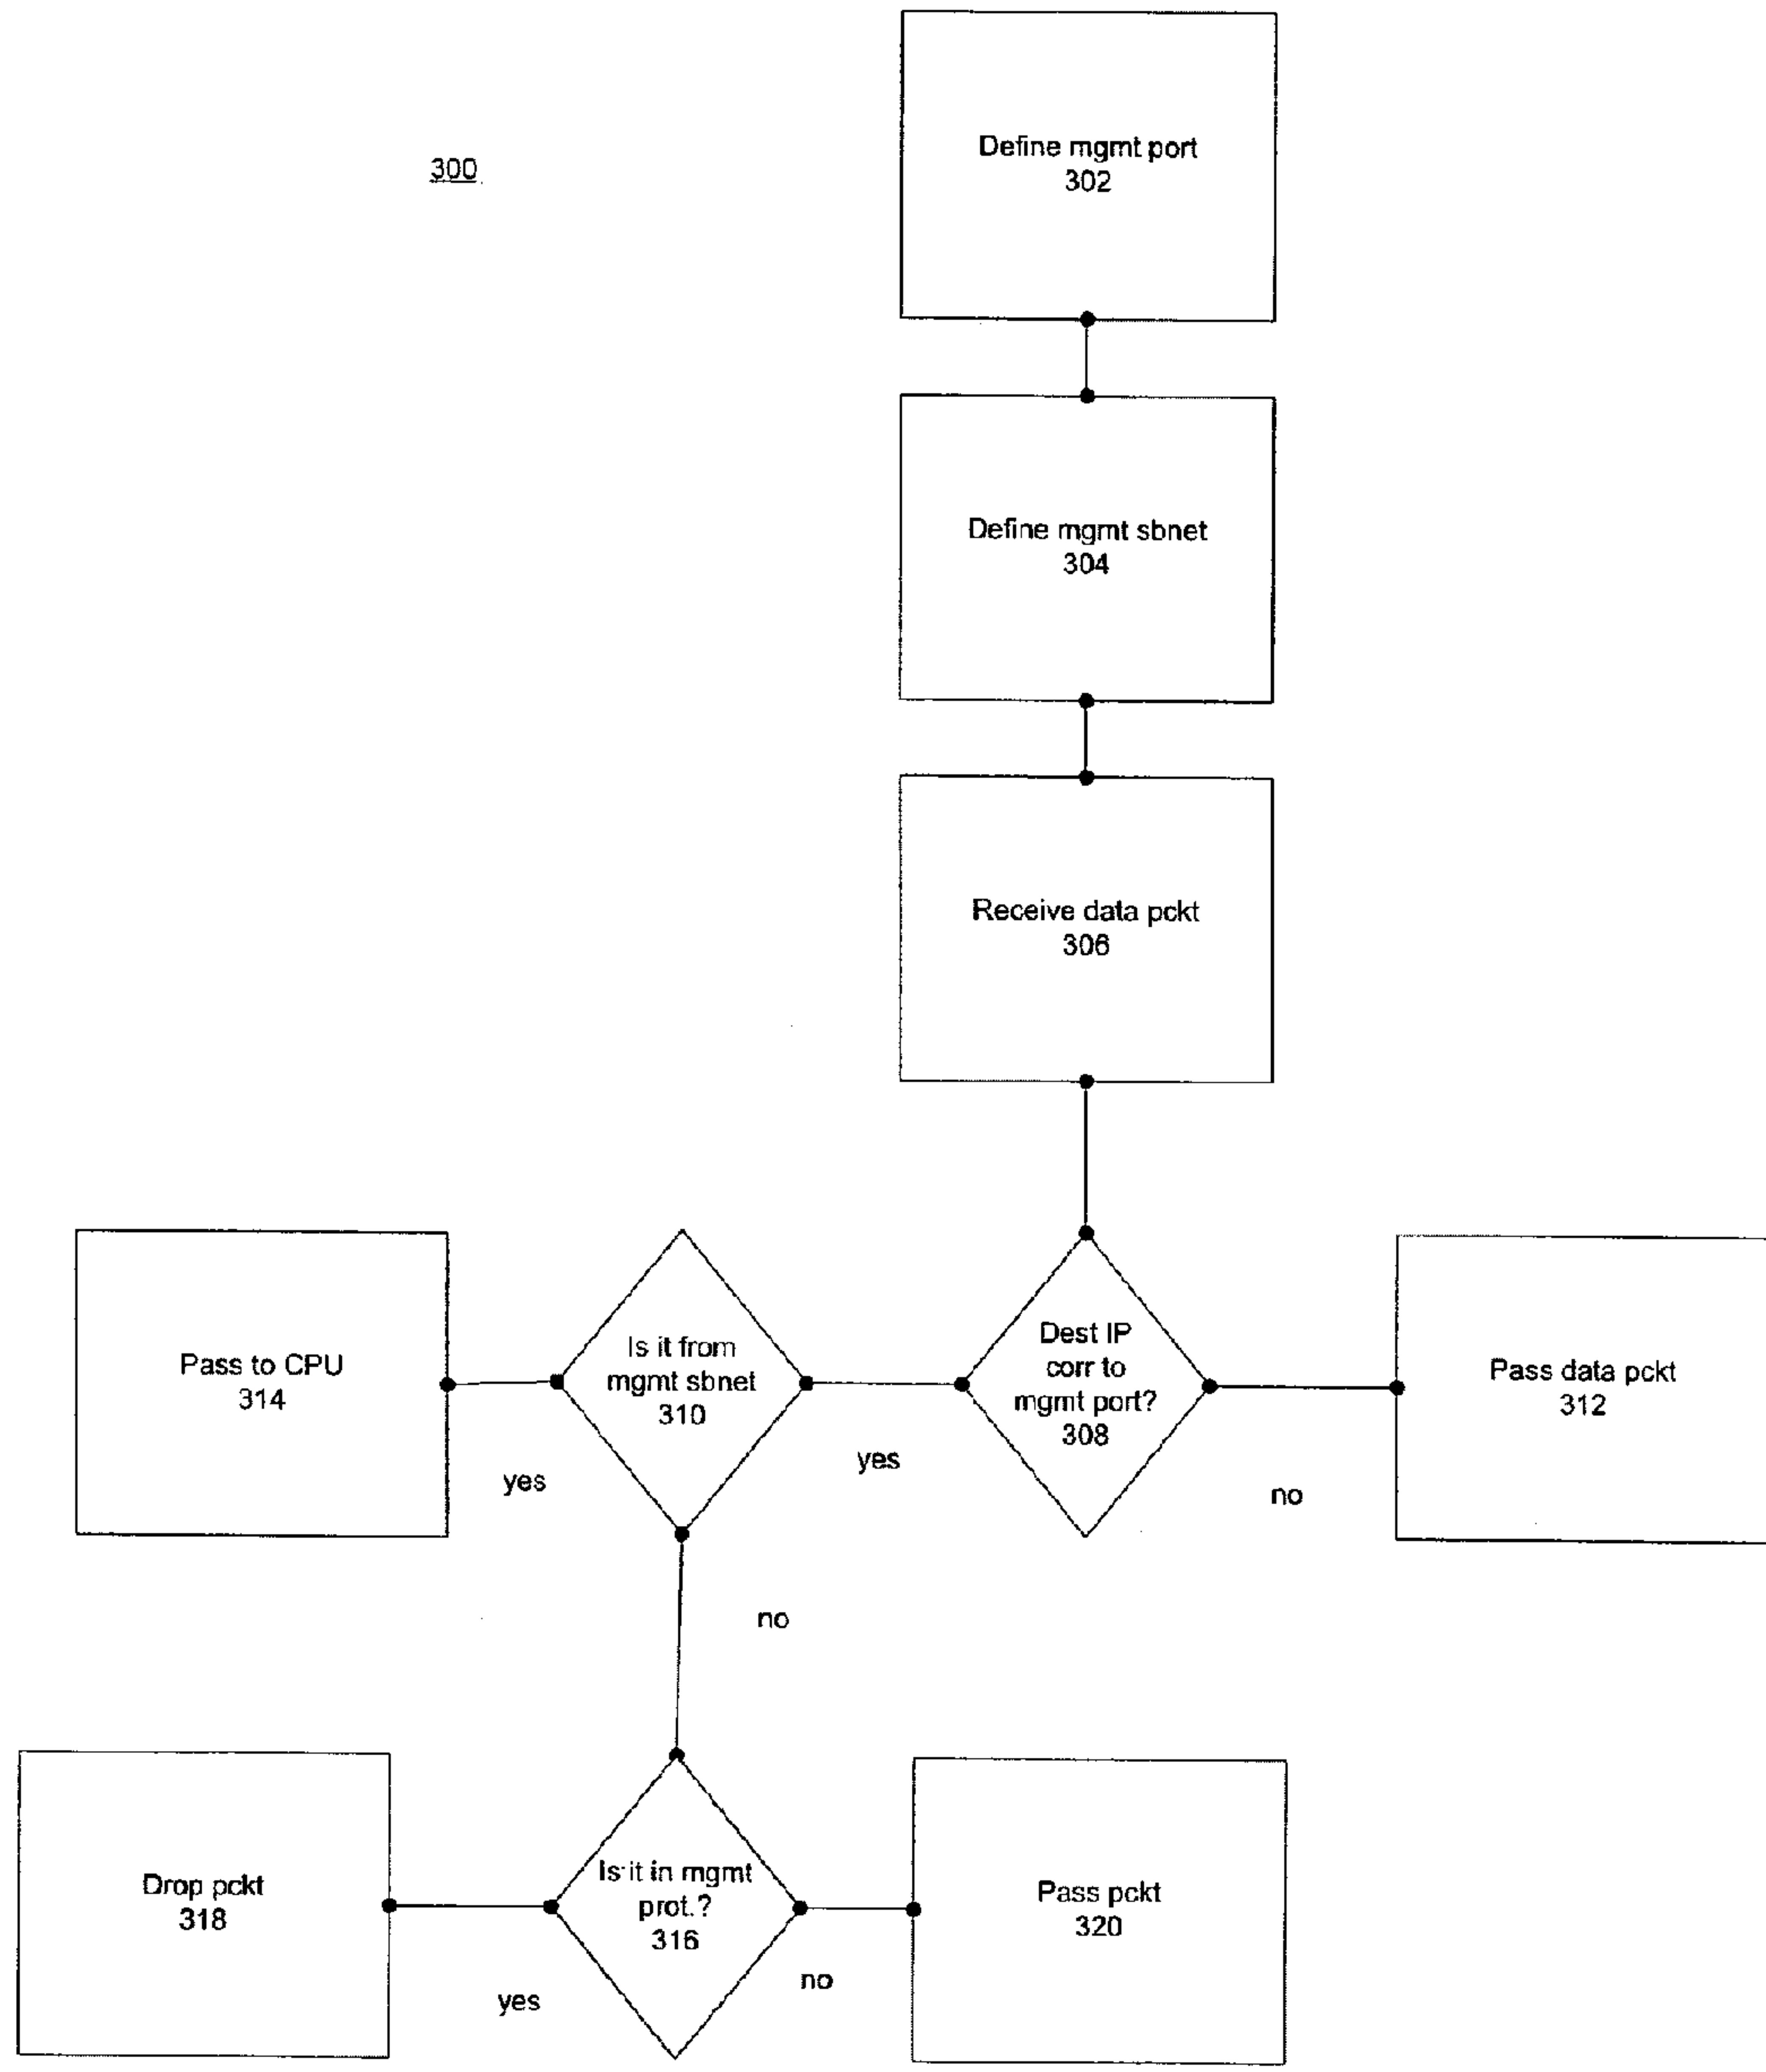 300
Define mgmt port
302
Define mgmt sbnet
304
Receive data pckt
306
Pass to CPU
314
Is it from
mgmt sbnet
310
Dest IP
corr to
mgmt port?
308
Pass data pckt
312
yes
yes
no
no
Drop pckt
318
Is it in mgmt
prot.?
316
Pass pckt
320
yes
no